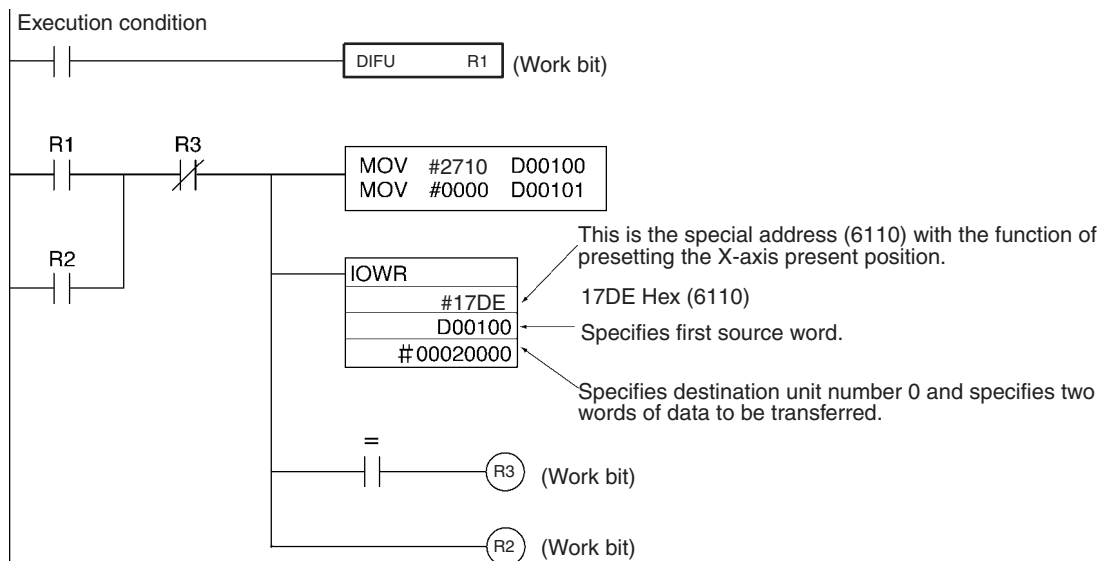 Execution condition
DIFU R1 (Work bit)
R1 R3
MOV #2710 D00100
MOV #0000 D00101
R2
This is the special address (6110) with the function of
presetting the X-axis present position.
IOWR
#17DE
17DE Hex (6110)
D00100
Specifies first source word.
#00020000
Specifies destination unit number 0 and specifies two
words of data to be transferred.
=
R3 (Work bit)
R2 (Work bit)